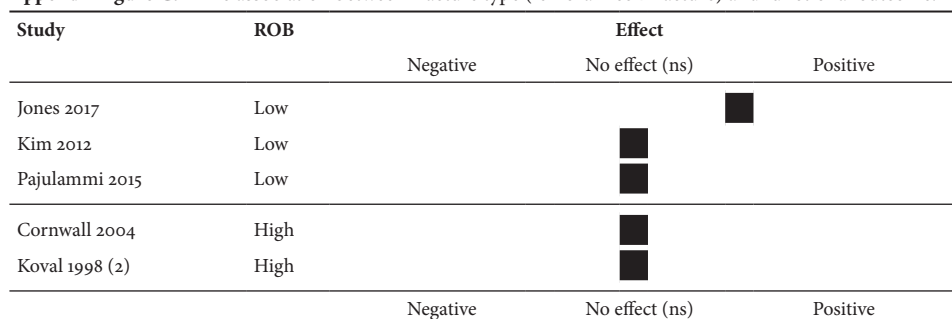 Study ROB Effect
Negative No effect (ns) Positive
Jones 2017 Low
Kim 2012 Low
Pajulammi 2015 Low
Cornwall 2004 High
Koval 1998 (2) High
Negative No effect (ns) Positive